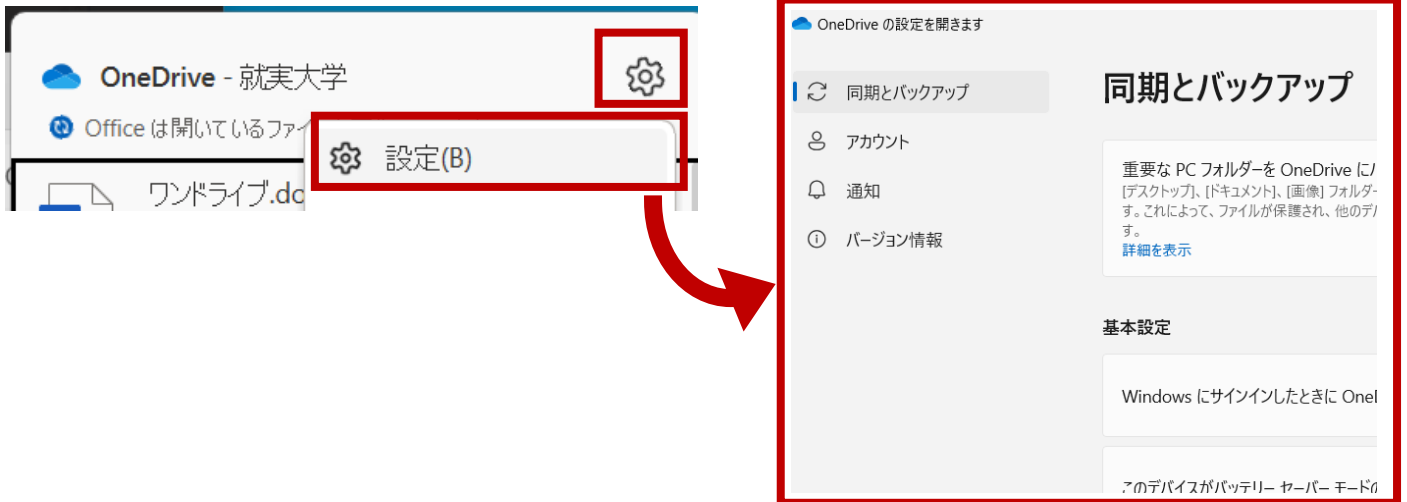 OneDrive - 就実大学
Office は開いているファイ
設定(B)
ワンドライブ.do
OneDrive の設定を開きます
同期とバックアップ
アカウント
通知
バージョン情報
同期とバックアップ
重要な PC フォルダーを OneDrive にバ
[デスクトップ]、[ドキュメント]、[画像] フォルダー
す。これによって、ファイルが保護され、他のデバ
す。
詳細を表示
基本設定
Windows にサインインしたときに OneD
このデバイスがバッテリー セーバー モードの